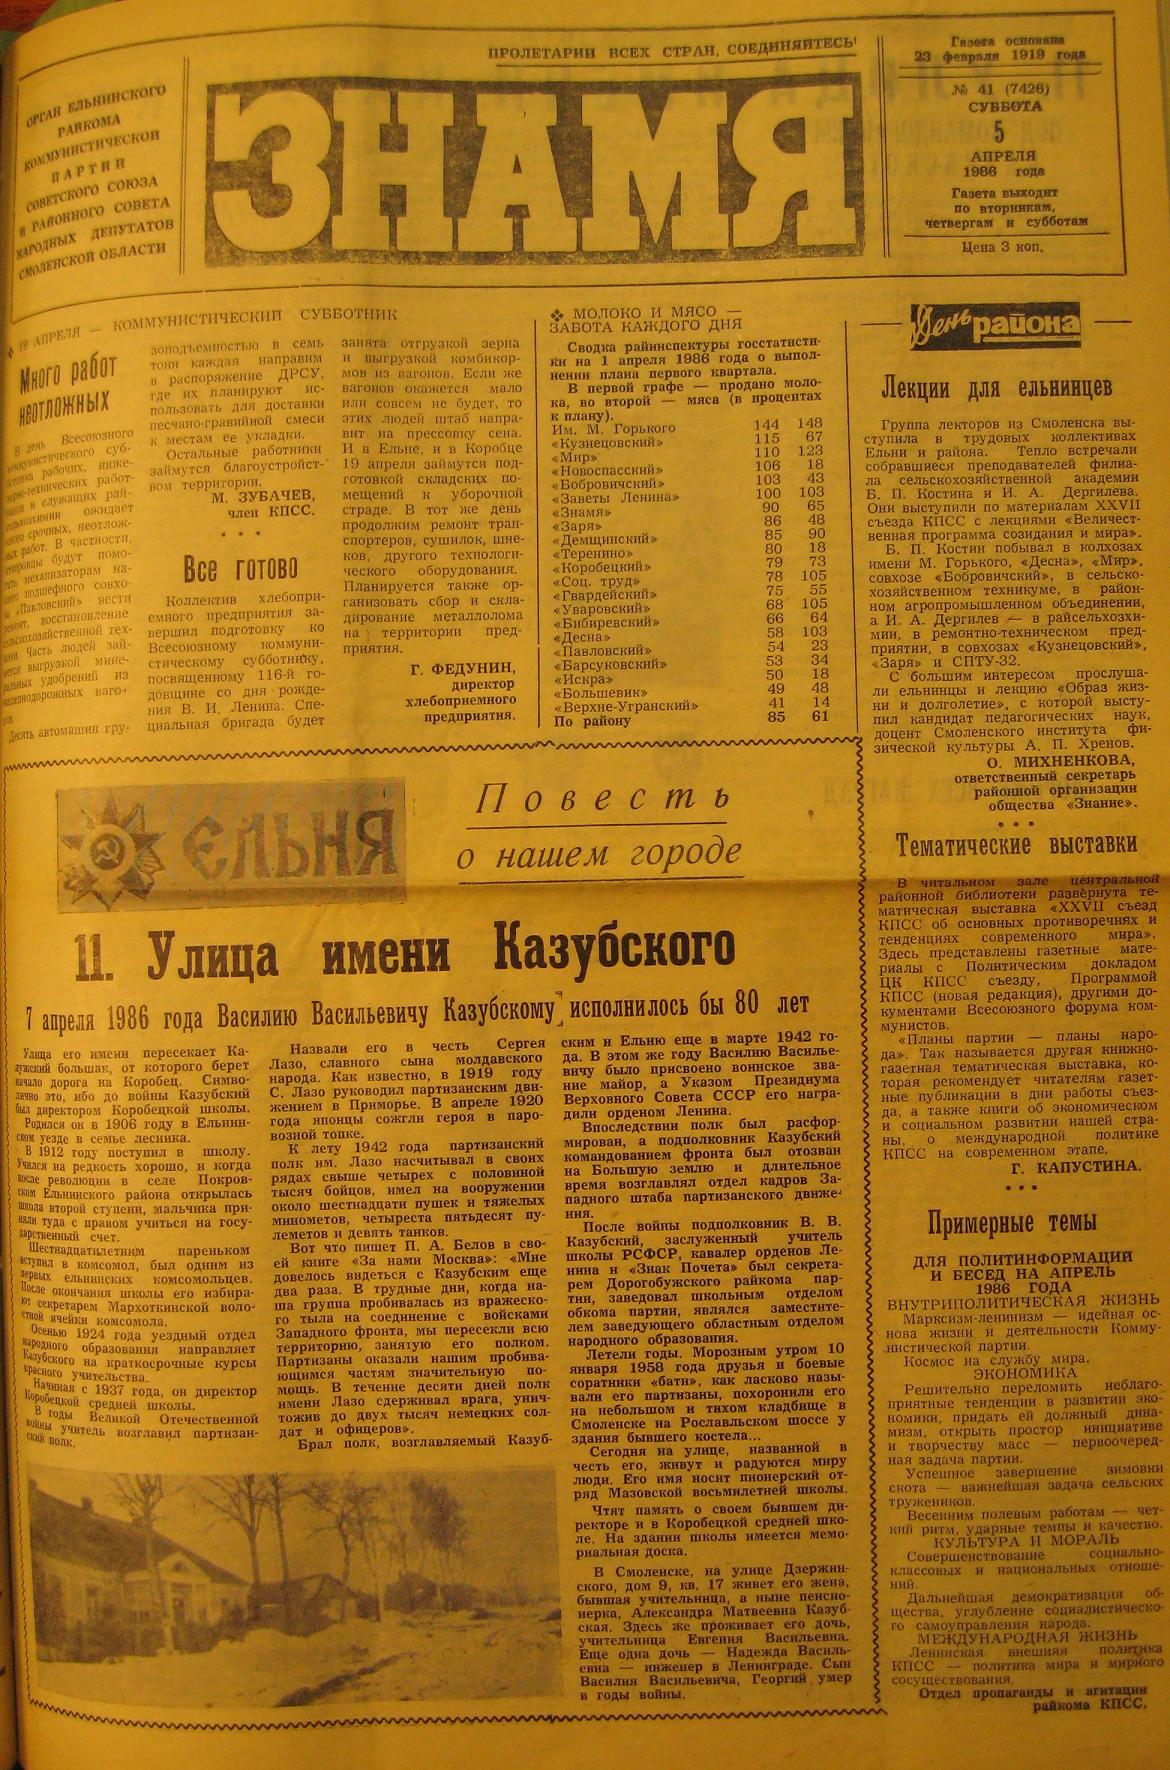 ПРОЛЕТАРИИ ВСЕХ СТРАН, СОЕДИНЯЙТЕСЬ!
ОРГАН ЕЛЬНИНСКОГО
РАЙКОМА
КОММУНИСТИЧЕСКОЙ
ПАРТИИ
СОВЕТСКОГО СОЮЗА
И РАЙОННОГО СОВЕТА
НАРОДНЫХ ДЕПУТАТОВ
СМОЛЕНСКОЙ ОБЛАСТИ
ЗНАМЯ
Газета основана
23 февраля 1919 года
№ 41 (7426)
СУББОТА
5
АПРЕЛЯ
1986 года
Газета выходит
по вторникам,
четвергам и субботам
Цена 3 коп.
❖ 19 АПРЕЛЯ — КОММУНИСТИЧЕСКИЙ СУББОТНИК
Много работ
неотложных
В день Всесоюзного
коммунистического суб-
ботника рабочих, инже-
нерно-технических работ-
ников и служащих рай-
сельхозхимии ожидает
много срочных, неотлож-
ных работ. В частности,
помо-
механизаторам на-
подшефного совхо-
за «Павловский» вести
ремонт, восстановление
сельскохозяйственной тех-
ники. Часть людей зай-
мется выгрузкой мине-
ральных удобрений из
железнодорожных ваго-
нов.
Десять автомашин гру-
зоподъемностью в семь
тонн каждая направим
в распоряжение ДРСУ,
где их планируют ис-
пользовать для доставки
песчано-гравийной смеси
к местам ее укладки.
Остальные работники
займутся благоустройст-
вом территории.
М. ЗУБАЧЕВ,
член КПСС.
* * *
Все готово
Коллектив хлебопри-
емного предприятия за-
вершил подготовку ко
Всесоюзному коммуни-
стическому субботнику,
посвященному 116-й го-
довщине со дня рожде-
ния В. И. Ленина. Спе-
циальная бригада будет
занята отгрузкой зерна
и выгрузкой комбикор-
мов из вагонов. Если же
вагонов окажется мало
или совсем не будет, то
этих людей штаб напра-
вит на прессовку сена.
И в Ельне, и в Коробце
19 апреля займутся под-
готовкой складских по-
мещений к уборочной
страде. В тот же день
продолжим ремонт тран-
спортеров, сушилок, шне-
ков, другого технологи-
ческого оборудования.
Планируется также ор-
ганизовать сбор и скла-
дирование металлолома
на территории пред-
приятия.
Г. ФЕДУНИН,
директор
хлебоприемного
предприятия.
❖ МОЛОКО И МЯСО —
ЗАБОТА КАЖДОГО ДНЯ
Сводка райинспектуры госстатисти-
ки на 1 апреля 1986 года о выпол-
нении плана первого квартала.
В первой графе — продано моло-
ка, во второй — мяса (в процентах
к плану).
Им. М. Горького 144 148
«Кузнецовский» 115 67
«Мир» 110 123
«Новоспасский» 106 18
«Бобровичский» 103 43
«Заветы Ленина» 100 103
«Знамя» 90 65
«Заря» 86 48
«Демщинский» 85 90
«Теренино» 80 18
«Коробецкий» 79 73
«Соц. труд» 78 105
«Гвардейский» 75 55
«Уваровский» 68 105
«Бибиревский» 66 64
«Десна» 58 103
«Павловский» 54 23
«Барсуковский» 53 34
«Искра» 50 18
«Большевик» 49 48
«Верхне-Угранский» 41 14
По району 85 61
День района
Лекции для ельнинцев
Группа лекторов из Смоленска вы-
ступила в трудовых коллективах
Ельни и района. Тепло встречали
собравшиеся преподавателей филиа-
ла сельскохозяйственной академии
Б. П. Костина и И. А. Дергилева.
Они выступили по материалам XXVII
съезда КПСС с лекциями «Величест-
венная программа созидания и мира».
Б. П. Костин побывал в колхозах
имени М. Горького, «Десна», «Мир»,
совхозе «Бобровичский», в сельско-
хозяйственном техникуме, в район-
ном агропромышленном объединении,
а И. А. Дергилев — в райсельхозхи-
мии, в ремонтно-техническом пред-
приятии, в совхозах «Кузнецовский»,
«Заря» и СПТУ-32.
С большим интересом прослуша-
ли ельнинцы и лекцию «Образ жиз-
ни и долголетие», с которой высту-
пил кандидат педагогических наук,
доцент Смоленского института фи-
зической культуры А. П. Хренов.
О. МИХНЕНКОВА,
ответственный секретарь
районной организации
общества «Знание».
* * *
Тематические выставки
В читальном зале центральной
районной библиотеки развёрнута те-
матическая выставка «XXVII съезд
КПСС об основных противоречиях и
тенденциях современного мира».
Здесь представлены газетные мате-
риалы с Политическим докладом
ЦК КПСС съезду, Программой
КПСС (новая редакция), другими до-
кументами Всесоюзного форума ком-
мунистов.
«Планы партии — планы наро-
да». Так называется другая книжно-
газетная тематическая выставка, ко-
торая рекомендует читателям газет-
ные публикации в дни работы съез-
да, а также книги об экономическом
и социальном развитии нашей стра-
ны, о международной политике
КПСС на современном этапе.
Г. КАПУСТИНА.
* * *
Примерные темы
ДЛЯ ПОЛИТИНФОРМАЦИИ
И БЕСЕД НА АПРЕЛЬ
1986 ГОДА
ВНУТРИПОЛИТИЧЕСКАЯ ЖИЗНЬ
Марксизм-ленинизм — идейная ос-
нова жизни и деятельности Комму-
нистической партии.
Космос на службу мира.
ЭКОНОМИКА
Решительно переломить неблаго-
приятные тенденции в развитии эко-
номики, придать ей должный дина-
мизм, открыть простор инициативе
и творчеству масс — первоочеред-
ная задача партии.
Успешное завершение зимовки
скота — важнейшая задача сельских
тружеников.
Весенним полевым работам — чет-
кий ритм, ударные темпы и качество.
КУЛЬТУРА И МОРАЛЬ
Совершенствование социально-
классовых и национальных отноше-
ний.
Дальнейшая демократизация об-
щества, углубление социалистическо-
го самоуправления народа.
МЕЖДУНАРОДНАЯ ЖИЗНЬ
Ленинская внешняя политика
КПСС — политика мира и мирного
сосуществования.
Отдел пропаганды и агитации
райкома КПСС.
ЕЛЬНЯ
Повесть
о нашем городе
11. Улица имени Казубского
7 апреля 1986 года Василию Васильевичу Казубскому исполнилось бы 80 лет
Улица его имени пересекает Ка-
лужский большак, от которого берет
начало дорога на Коробец. Симво-
лично это, ибо до войны Казубский
был директором Коробецкой школы.
Родился он в 1906 году в Ельнин-
ском уезде в семье лесника.
В 1912 году поступил в школу.
Учился на редкость хорошо, и когда
после революции в селе Покров-
ском Ельнинского района открылась
школа второй ступени, мальчика при-
няли туда с правом учиться на госу-
дарственный счет.
Шестнадцатилетним пареньком
вступил в комсомол, был одним из
первых ельнинских комсомольцев.
После окончания школы его избира-
ют секретарем Мархоткинской воло-
стной ячейки комсомола.
Осенью 1924 года уездный отдел
народного образования направляет
Казубского на краткосрочные курсы
красного учительства.
Начиная с 1937 года, он директор
Коробецкой средней школы.
В годы Великой Отечественной
войны учитель возглавил партизан-
ский полк.
Назвали его в честь Сергея
Лазо, славного сына молдавского
народа. Как известно, в 1919 году
С. Лазо руководил партизанским дви-
жением в Приморье. В апреле 1920
года японцы сожгли героя в паро-
возной топке.
К лету 1942 года партизанский
полк им. Лазо насчитывал в своих
рядах свыше четырех с половиной
тысяч бойцов, имел на вооружении
около шестнадцати пушек и тяжелых
минометов, четыреста пятьдесят пу-
леметов и девять танков.
Вот что пишет П. А. Белов в сво-
ей книге «За нами Москва»: «Мне
довелось видеться с Казубским еще
два раза. В трудные дни, когда на-
ша группа пробивалась из вражеско-
го тыла на соединение с войсками
Западного фронта, мы пересекли всю
территорию, занятую его полком.
Партизаны оказали нашим пробива-
ющимся частям значительную по-
мощь. В течение десяти дней полк
имени Лазо сдерживал врага, унич-
тожив до двух тысяч немецких сол-
дат и офицеров».
Брал полк, возглавляемый Казуб-
ским и Ельню еще в марте 1942 го-
да. В этом же году Василию Василье-
вичу было присвоено воинское зва-
ние майор, а Указом Президиума
Верховного Совета СССР его награ-
дили орденом Ленина.
Впоследствии полк был расфор-
мирован, а подполковник Казубский
командованием фронта был отозван
на Большую землю и длительное
время возглавлял отдел кадров За-
падного штаба партизанского движе-
ния.
После войны подполковник В. В.
Казубский, заслуженный учитель
школы РСФСР, кавалер орденов Ле-
нина и «Знак Почета» был секрета-
рем Дорогобужского райкома пар-
тии, заведовал школьным отделом
обкома партии, являлся заместите-
лем заведующего областным отделом
народного образования.
Летели годы. Морозным утром 10
января 1958 года друзья и боевые
соратники «бати», как ласково назы-
вали его партизаны, похоронили его
на небольшом и тихом кладбище в
Смоленске на Рославльском шоссе у
здания бывшего костела...
Сегодня на улице, названной в
честь его, живут и радуются миру
люди. Его имя носит пионерский от-
ряд Мазовской восьмилетней школы.
Чтят память о своем бывшем ди-
ректоре и в Коробецкой средней шко-
ле. На здании школы имеется мемо-
риальная доска.
В Смоленске, на улице Дзержин-
ского, дом 9, кв. 17 живет его жена,
бывшая учительница, а ныне пенсио-
нерка, Александра Матвеевна Казуб-
ская. Здесь же проживает его дочь,
учительница Евгения Васильевна.
Еще одна дочь — Надежда Василь-
евна — инженер в Ленинграде. Сын
Василия Васильевича, Георгий умер
в годы войны.